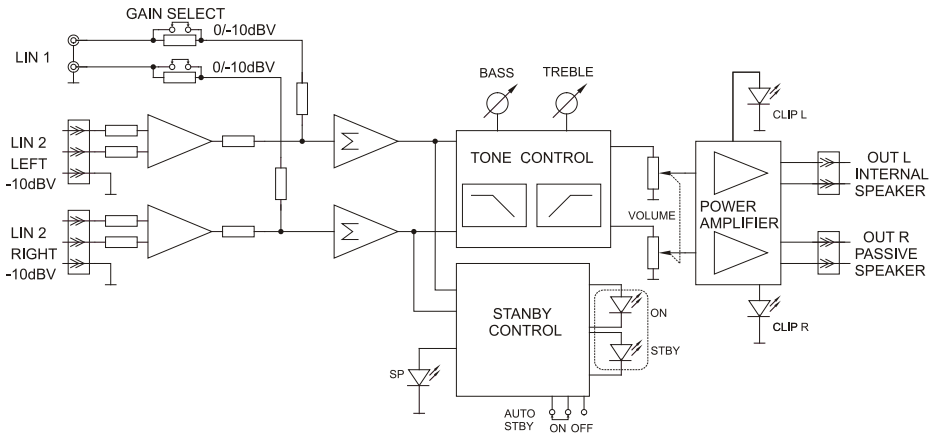 GAIN SELECT
0/-10dBV
LIN 1
0/-10dBV
BASS
TREBLE
CLIP L
LIN 2
LEFT
-10dBV
Σ
TONE CONTROL
VOLUME
POWER
AMPLIFIER
OUT L
INTERNAL
SPEAKER
LIN 2
RIGHT
-10dBV
Σ
OUT R
PASSIVE
SPEAKER
STANBY
CONTROL
ON
STBY
CLIP R
SP
AUTO
STBY
ON
OFF